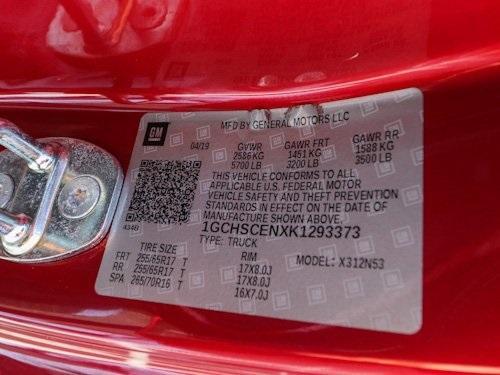 GM
MFD BY GENERAL MOTORS LLC
04/19 GVWR GAWR FRT GAWR RR
2586 KG 1451 KG 1588 KG
5700 LB 3200 LB 3500 LB
THIS VEHICLE CONFORMS TO ALL
APPLICABLE U.S. FEDERAL MOTOR
VEHICLE SAFETY AND THEFT PREVENTION
STANDARDS IN EFFECT ON THE DATE OF
MANUFACTURE SHOWN ABOVE.
1GCHSCENXK1293373
TYPE: TRUCK MODEL: X312N53
TIRE SIZE RIM
FRT 255/65R17 T 17X8.0J
RR 255/65R17 T 17X8.0J
SPA 265/70R16 T 16X7.0J